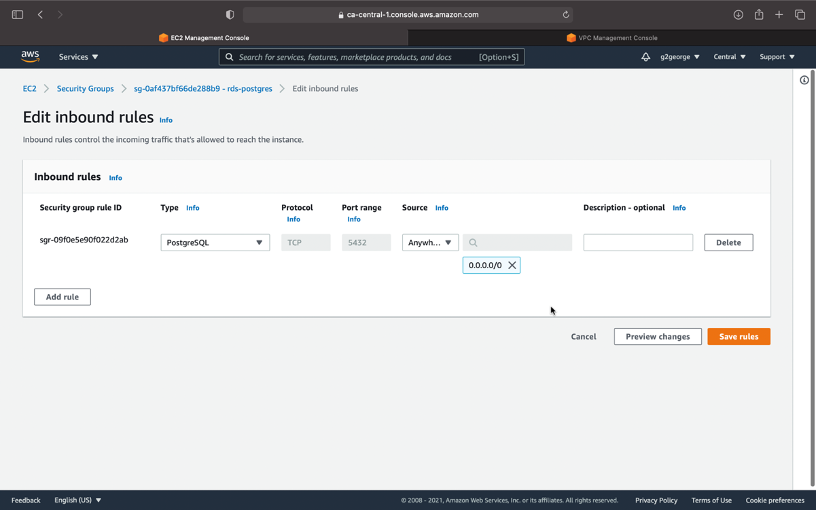 ca-central-1.console.aws.amazon.com
EC2 Management Console
VPC Management Console
aws
Services
Search for services, features, marketplace products, and docs
[Option+S]
g2george
Central
Support
EC2
Security Groups
sg-0af437bf66de288b9 - rds-postgres
Edit inbound rules
Edit inbound rules Info
Inbound rules control the incoming traffic that's allowed to reach the instance.
Inbound rules Info
Security group rule ID
Type Info
Protocol
Info
Port range
Info
Source Info
Description - optional Info
sgr-09f0e5e90f022d2ab
PostgreSQL
TCP
5432
Anywh...
Delete
0.0.0.0/0
Add rule
Cancel
Preview changes
Save rules
Feedback
English (US)
© 2008 - 2021, Amazon Web Services, Inc. or its affiliates. All rights reserved.
Privacy Policy
Terms of Use
Cookie preferences